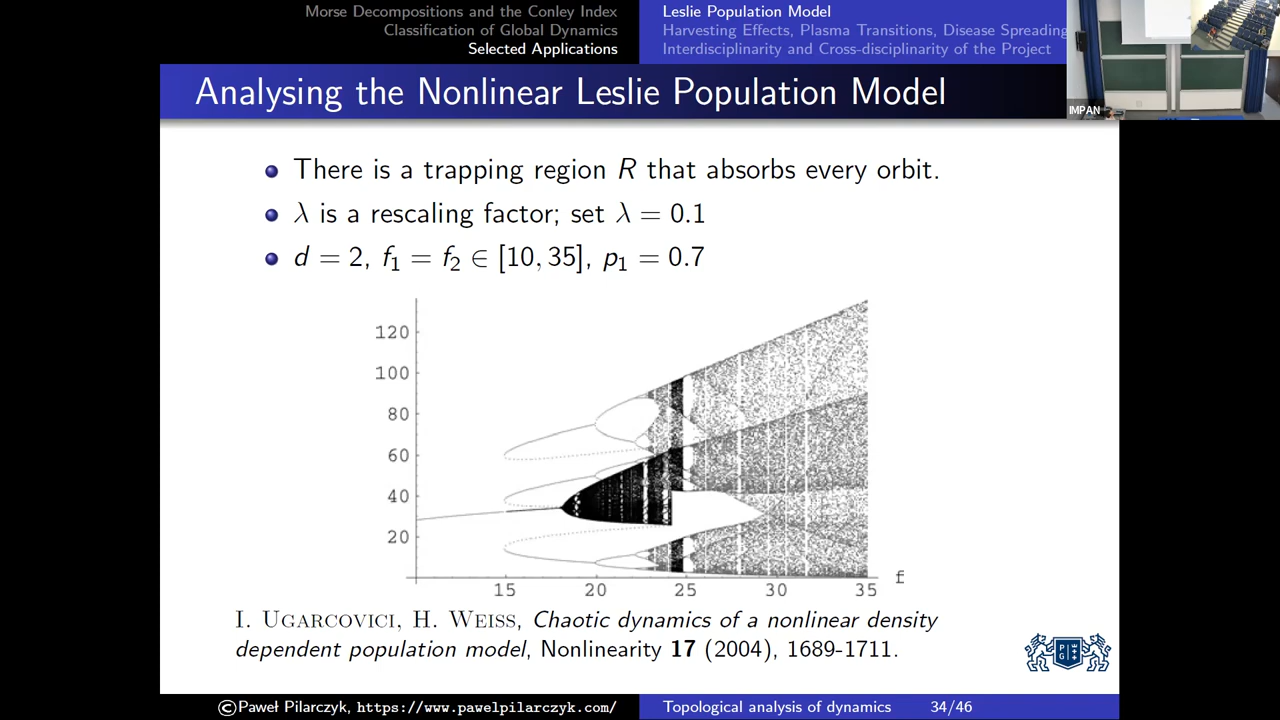 Morse Decompositions and the Conley Index
Classification of Global Dynamics
Selected Applications
Leslie Population Model
Harvesting Effects, Plasma Transitions, Disease Spreading
Interdisciplinarity and Cross-disciplinarity of the Project
IMPAN
Analysing the Nonlinear Leslie Population Model
There is a trapping region R that absorbs every orbit.
λ is a rescaling factor; set λ = 0.1
d = 2, f₁ = f₂ ∈ [10, 35], p₁ = 0.7
120
100
80
60
40
20
15 20 25 30 35 f
I. Ugarcovici, H. Weiss, Chaotic dynamics of a nonlinear density
dependent population model, Nonlinearity 17 (2004), 1689-1711.
P G
©Paweł Pilarczyk, https://www.pawelpilarczyk.com/
Topological analysis of dynamics 34/46